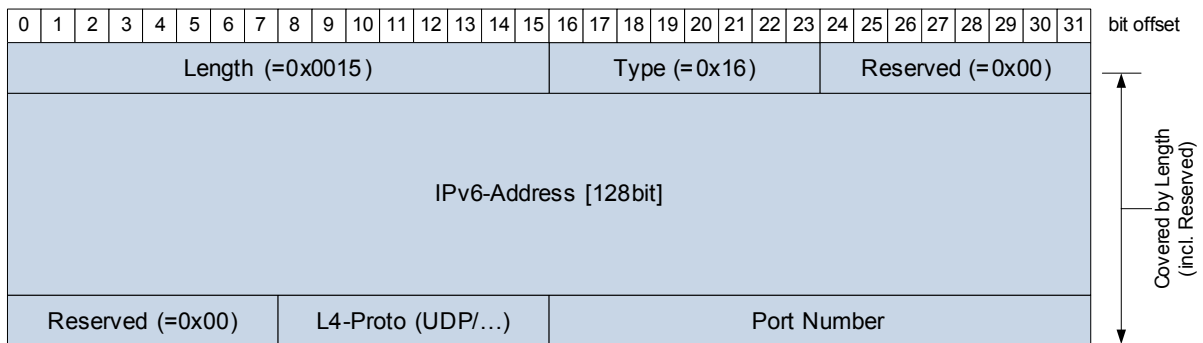 0 1 2 3 4 5 6 7 8 9 10 11 12 13 14 15 16 17 18 19 20 21 22 23 24 25 26 27 28 29 30 31 bit offset
Length (=0x0015) Type (=0x16) Reserved (=0x00)
IPv6-Address [128bit]
Covered by Length
(incl. Reserved)
Reserved (=0x00) L4-Proto (UDP/…) Port Number